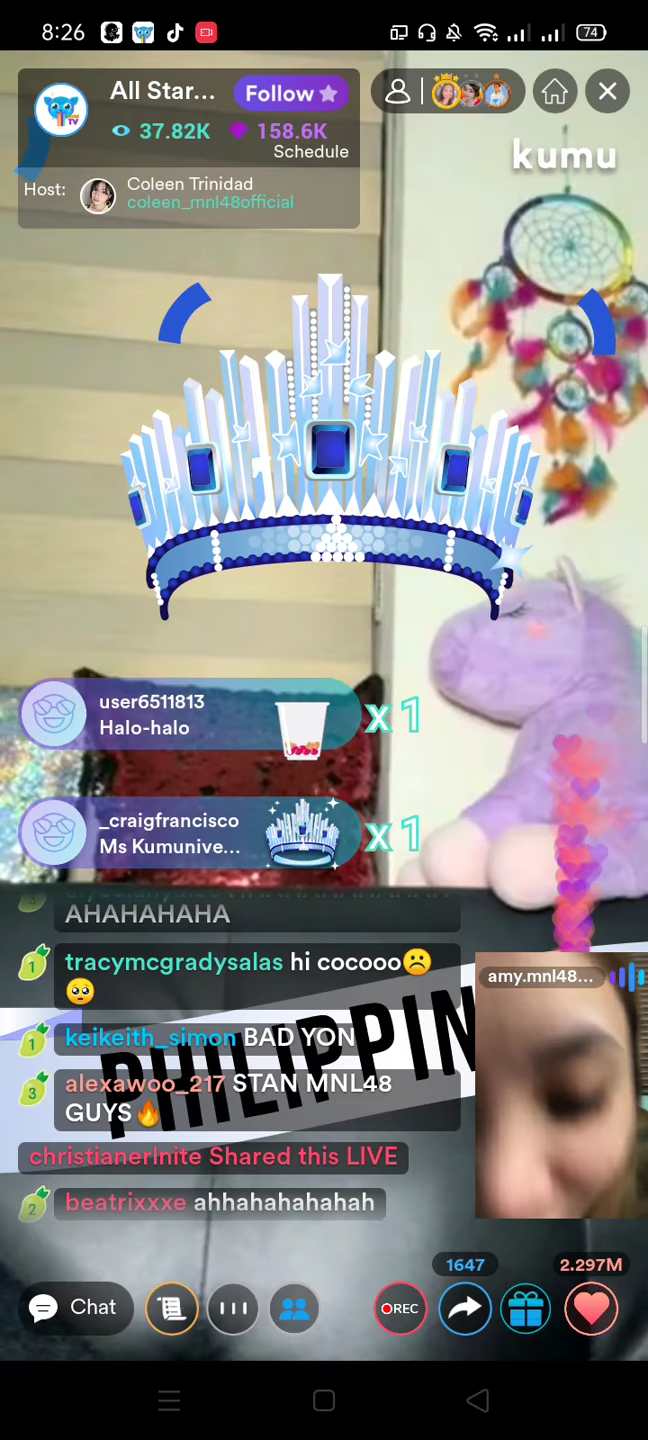 8:26
74
All Star...
Follow
37.82K
158.6K
Schedule
Host:
Coleen Trinidad
coleen_mnl48official
TV
kumu
user6511813
Halo-halo
x 1
_craigfrancisco
Ms Kumunive...
x 1
AHAHAHAHA
1 tracymcgradysalas hi cocooo☹️
🥺
1 keikeith_simon BAD YON
3 alexawoo_217 STAN MNL48
GUYS🔥
christianerlnite Shared this LIVE
2 beatrixxxe ahhahahahahah
PHILIPPIN
amy.mnl48...
1647
2.297M
Chat
REC